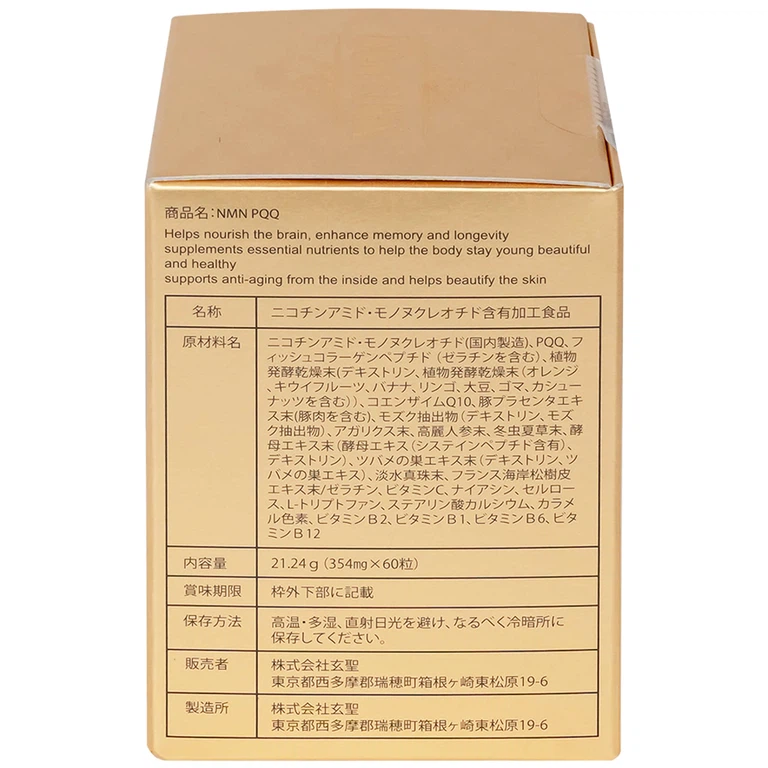 商品名:NMN PQQ
Helps nourish the brain, enhance memory and longevity
supplements essential nutrients to help the body stay young beautiful
and healthy
supports anti-aging from the inside and helps beautify the skin
名称 ニコチンアミド・モノヌクレオチド含有加工食品
原材料名 ニコチンアミド・モノヌクレオチド(国内製造)、PQQ、フ
ィッシュコラーゲンペプチド（ゼラチンを含む）、植物
発酵乾燥末(デキストリン、植物発酵乾燥末（オレンジ
、キウイフルーツ、バナナ、リンゴ、大豆、ゴマ、カシュー
ナッツを含む））、コエンザイムQ10、豚プラセンタエキ
ス末(豚肉を含む)、モズク抽出物（デキストリン、モズ
ク抽出物）、アガリクス末、高麗人参末、冬虫夏草末、酵
母エキス末（酵母エキス（システインペプチド含有）、
デキストリン）、ツバメの巣エキス末（デキストリン、ツ
バメの巣エキス）、淡水真珠末、フランス海岸松樹皮
エキス末/ゼラチン、ビタミンC、ナイアシン、セルロー
ス、L-トリプトファン、ステアリン酸カルシウム、カラメ
ル色素、ビタミンB2、ビタミンB1、ビタミンB6、ビタ
ミンB12
内容量 21.24g（354mg×60粒）
賞味期限 枠外下部に記載
保存方法 高温・多湿、直射日光を避け、なるべく冷暗所に
保存してください。
販売者 株式会社玄聖
東京都西多摩郡瑞穂町箱根ヶ崎東松原19-6
製造所 株式会社玄聖
東京都西多摩郡瑞穂町箱根ヶ崎東松原19-6